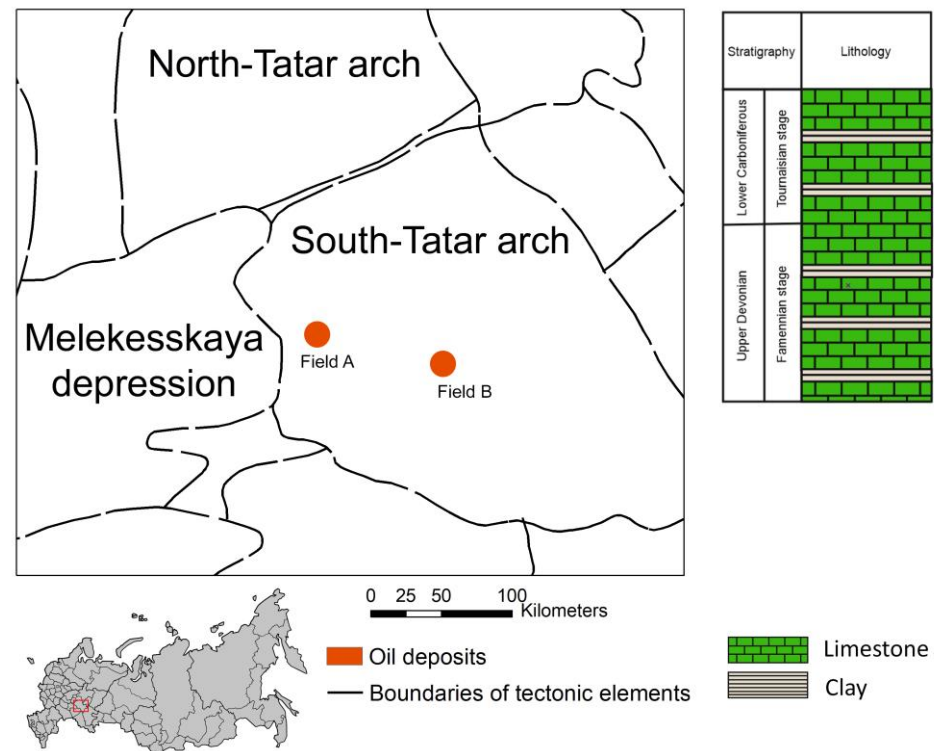 North-Tatar arch
South-Tatar arch
Melekesskaya
depression
Field A
Field B
Stratigraphy
Lithology
Lower Carboniferous
Tournaisian stage
Upper Devonian
Famennian stage
0 25 50 100
Kilometers
Oil deposits
Boundaries of tectonic elements
Limestone
Clay